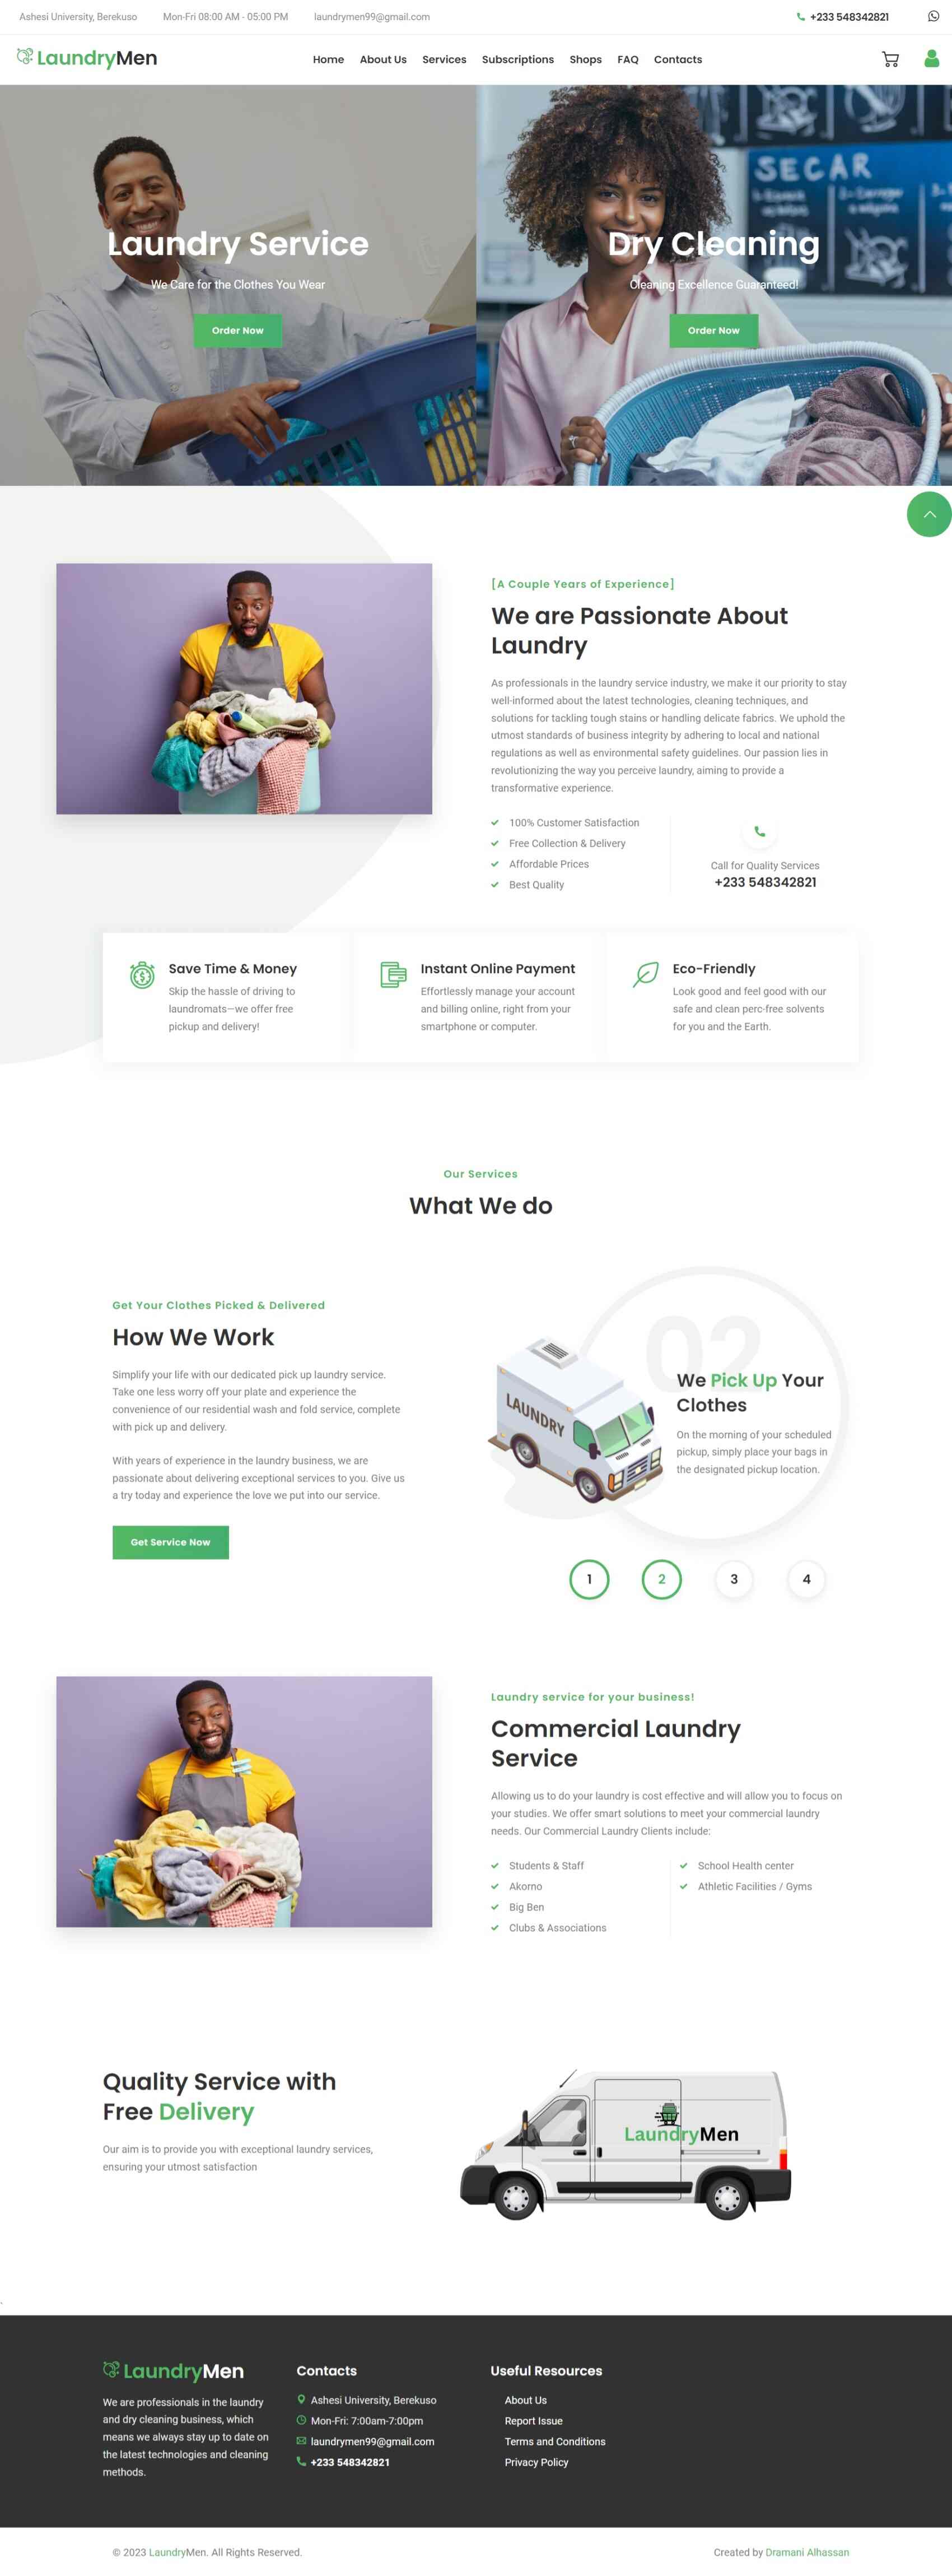 Ashesi University, Berekuso Mon-Fri 08:00 AM - 05:00 PM laundrymen99@gmail.com +233 548342821
LaundryMen Home About Us Services Subscriptions Shops FAQ Contacts
SECAR
Laundry Service
We Care for the Clothes You Wear
Order Now
Dry Cleaning
Cleaning Excellence Guaranteed!
Order Now
[A Couple Years of Experience]
We are Passionate About
Laundry
As professionals in the laundry service industry, we make it our priority to stay
well-informed about the latest technologies, cleaning techniques, and
solutions for tackling tough stains or handling delicate fabrics. We uphold the
utmost standards of business integrity by adhering to local and national
regulations as well as environmental safety guidelines. Our passion lies in
revolutionizing the way you perceive laundry, aiming to provide a
transformative experience.
100% Customer Satisfaction
Free Collection & Delivery
Affordable Prices
Best Quality
Call for Quality Services
+233 548342821
Save Time & Money
Skip the hassle of driving to
laundromats—we offer free
pickup and delivery!
Instant Online Payment
Effortlessly manage your account
and billing online, right from your
smartphone or computer.
Eco-Friendly
Look good and feel good with our
safe and clean perc-free solvents
for you and the Earth.
Our Services
What We do
Get Your Clothes Picked & Delivered
How We Work
Simplify your life with our dedicated pick up laundry service.
Take one less worry off your plate and experience the
convenience of our residential wash and fold service, complete
with pick up and delivery.
With years of experience in the laundry business, we are
passionate about delivering exceptional services to you. Give us
a try today and experience the love we put into our service.
Get Service Now
LAUNDRY
02
We Pick Up Your
Clothes
On the morning of your scheduled
pickup, simply place your bags in
the designated pickup location.
1 2 3 4
Laundry service for your business!
Commercial Laundry
Service
Allowing us to do your laundry is cost effective and will allow you to focus on
your studies. We offer smart solutions to meet your commercial laundry
needs. Our Commercial Laundry Clients include:
Students & Staff
Akorno
Big Ben
Clubs & Associations
School Health center
Athletic Facilities / Gyms
Quality Service with
Free Delivery
Our aim is to provide you with exceptional laundry services,
ensuring your utmost satisfaction
LaundryMen
LaundryMen
We are professionals in the laundry
and dry cleaning business, which
means we always stay up to date on
the latest technologies and cleaning
methods.
Contacts
Ashesi University, Berekuso
Mon-Fri: 7:00am-7:00pm
laundrymen99@gmail.com
+233 548342821
Useful Resources
About Us
Report Issue
Terms and Conditions
Privacy Policy
© 2023 LaundryMen. All Rights Reserved.
Created by Dramani Alhassan